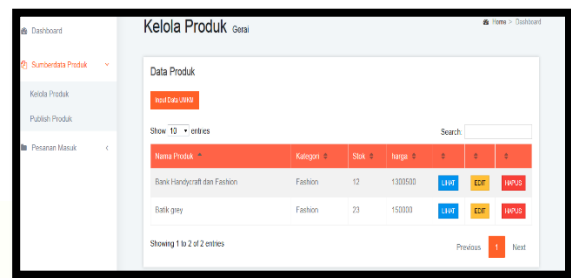 Dashboard
Sumberdata Produk
Kelola Produk
Publish Produk
Pesanan Masuk
Kelola Produk Gerai
Home > Dashboard
Data Produk
Input Data UMKM
Show 10 entries
Search:
Nama Produk Kategori Stok harga
Bank Handycraft dan Fashion Fashion 12 1300500 LIHAT EDIT HAPUS
Batik grey Fashion 23 150000 LIHAT EDIT HAPUS
Showing 1 to 2 of 2 entries
Previous 1 Next